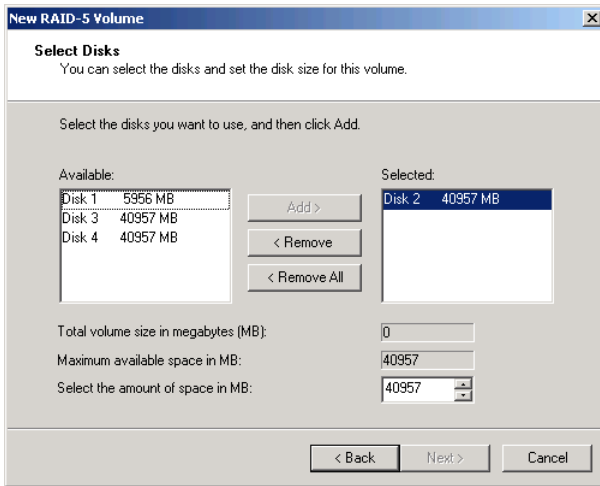 New RAID-5 Volume
Select Disks
You can select the disks and set the disk size for this volume.
Select the disks you want to use, and then click Add.
Available:
Selected:
Disk 1 5956 MB
Disk 3 40957 MB
Disk 4 40957 MB
Add >
< Remove
< Remove All
Disk 2 40957 MB
Total volume size in megabytes (MB): 0
Maximum available space in MB: 40957
Select the amount of space in MB: 40957
< Back
Next >
Cancel